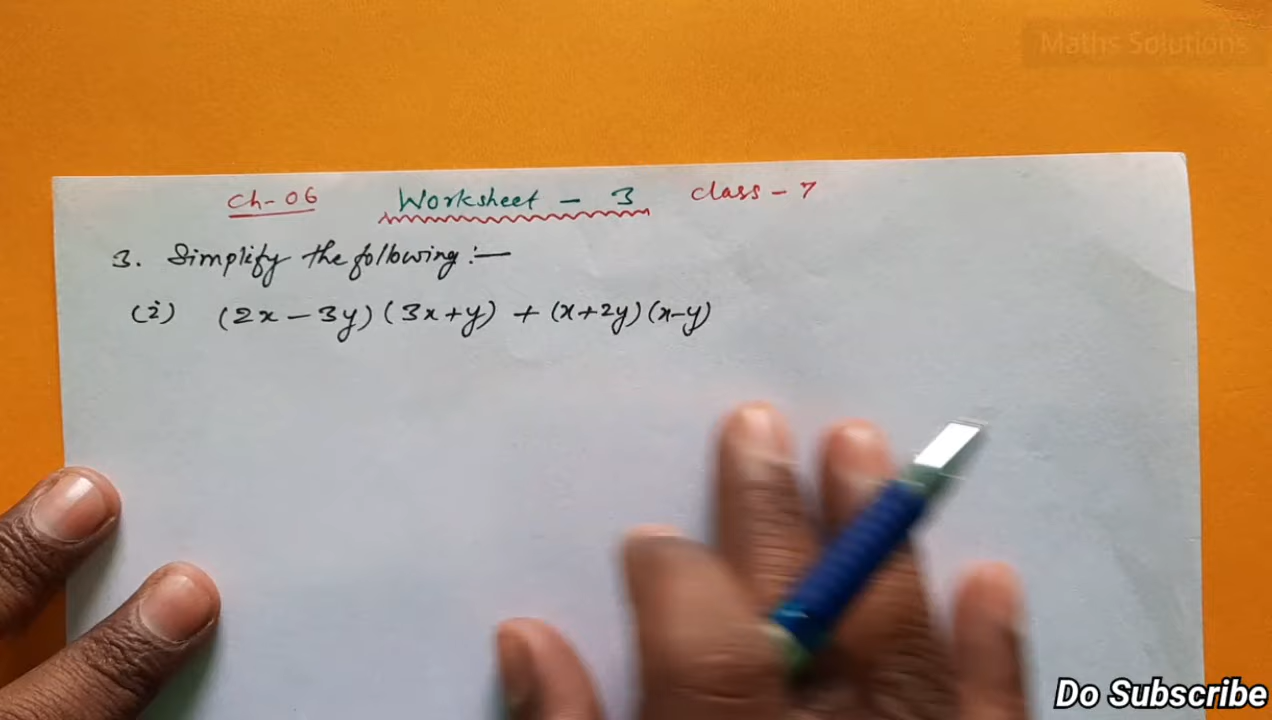 Maths Solutions
Ch-06 Worksheet - 3 Class - 7
3. Simplify the following :—
(i) (2x - 3y) (3x + y) + (x + 2y) (x - y)
Do Subscribe